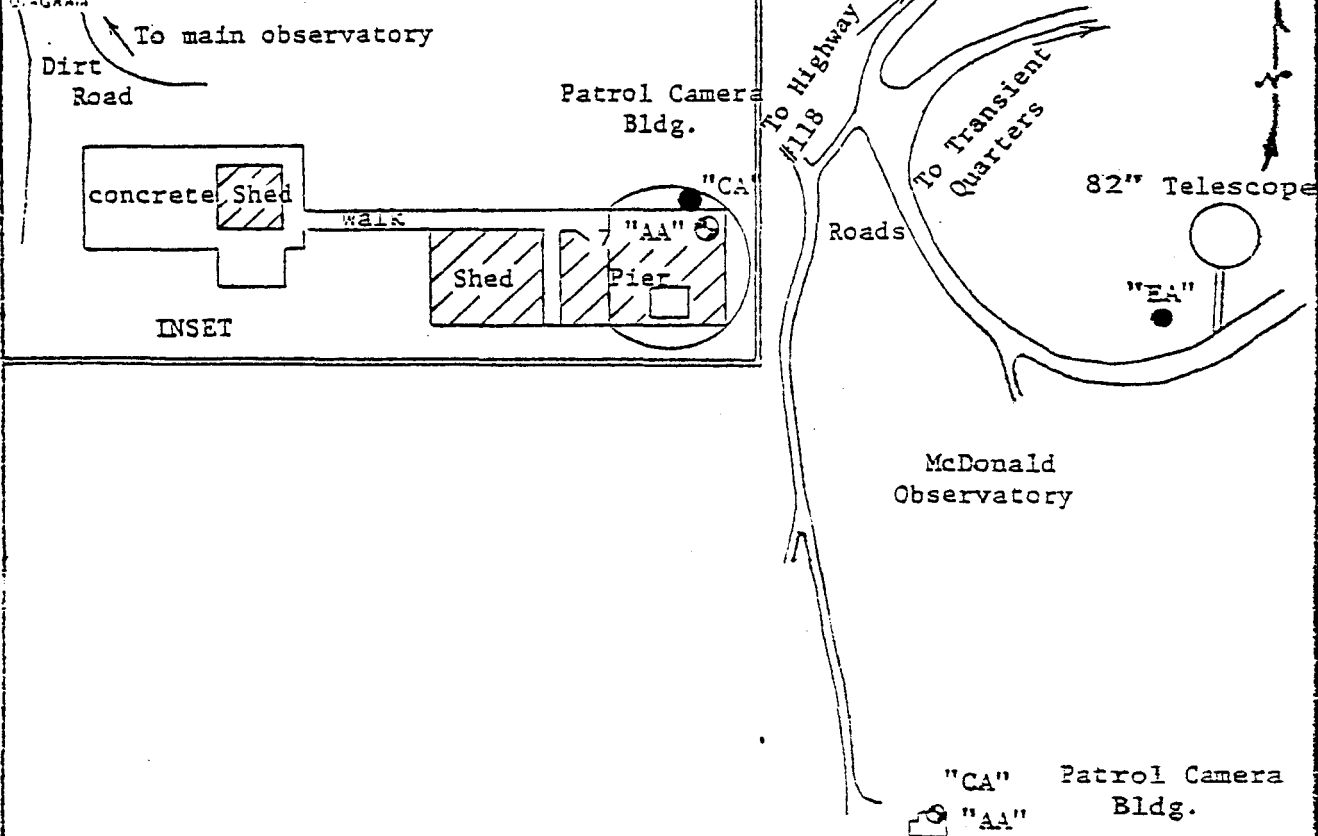 To main observatory
Dirt
Road
Patrol Camera
Bldg.
concrete
Shed
walk
"CA"
"AA"
Shed
Pier
INSET
To Highway
#118
To Transient
Quarters
Roads
82" Telescope
"EA"
McDonald
Observatory
"CA"
"AA"
Patrol Camera
Bldg.